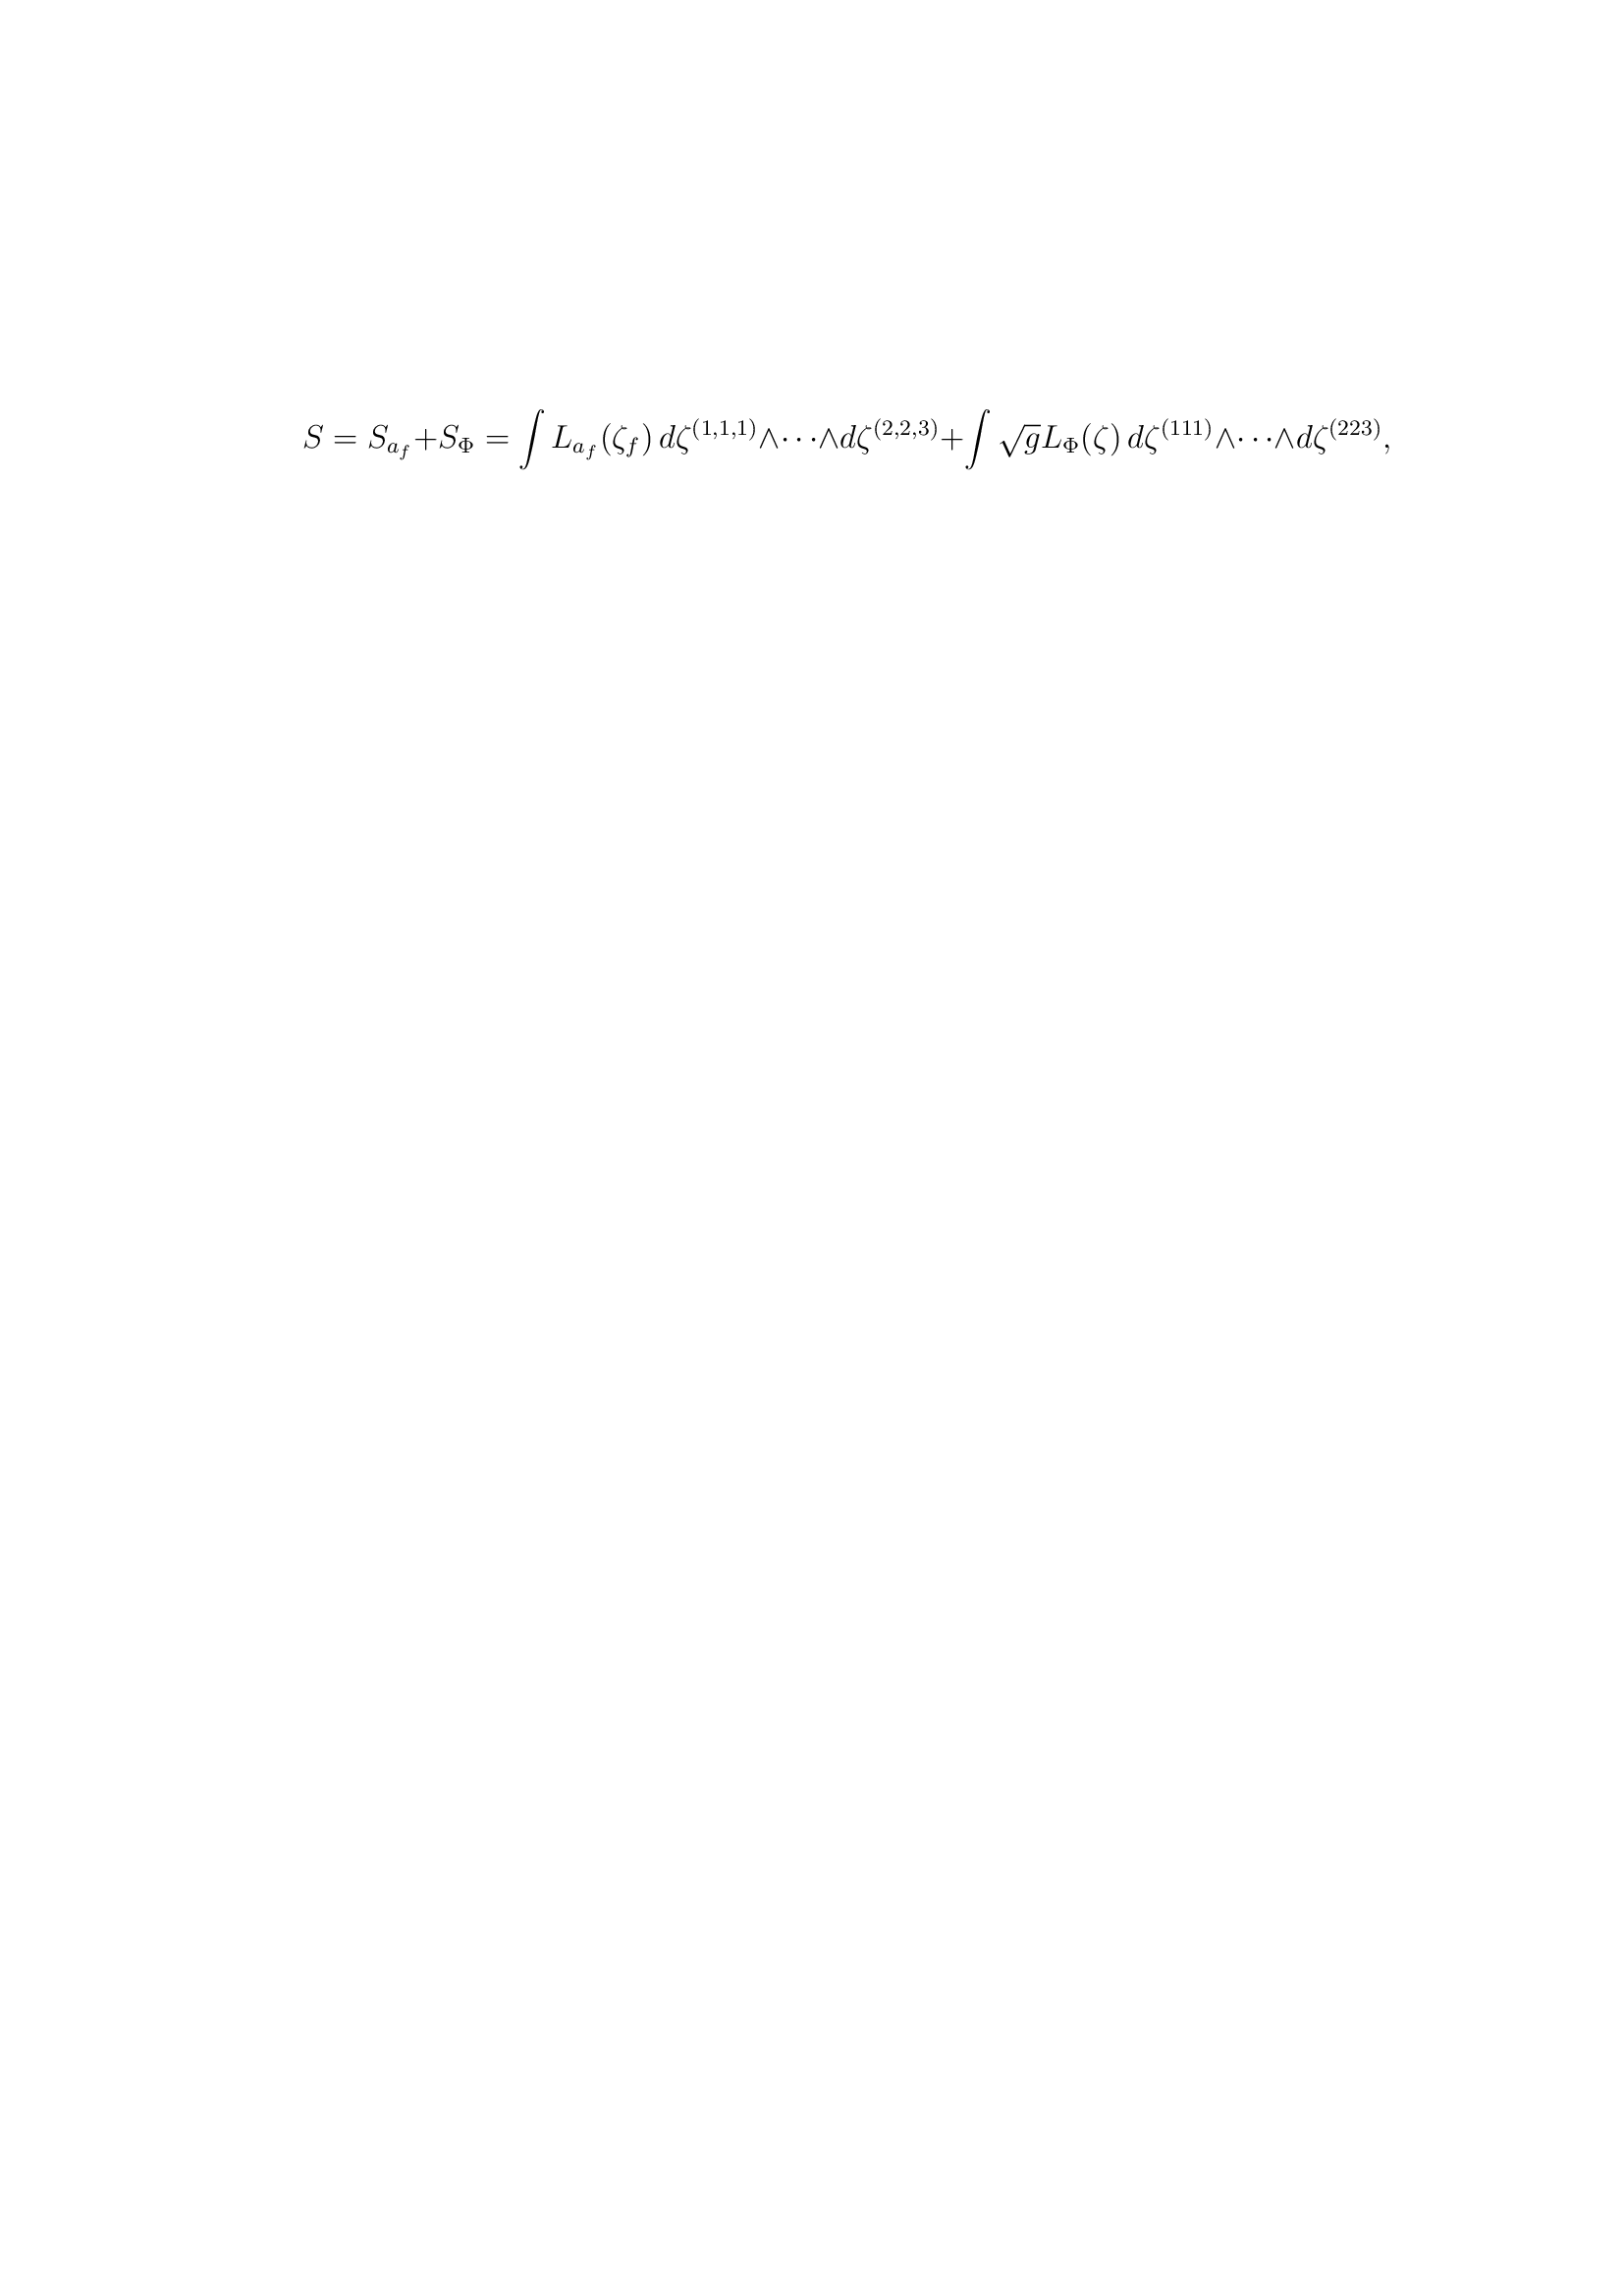 $S = S_{a_f} + S_\Phi = \int L_{a_f}(\zeta_f)\, d\zeta^{(1,1,1)} \wedge \cdots \wedge d\zeta^{(2,2,3)} + \int \sqrt{g} L_\Phi(\zeta)\, d\zeta^{(111)} \wedge \cdots \wedge d\zeta^{(223)},$